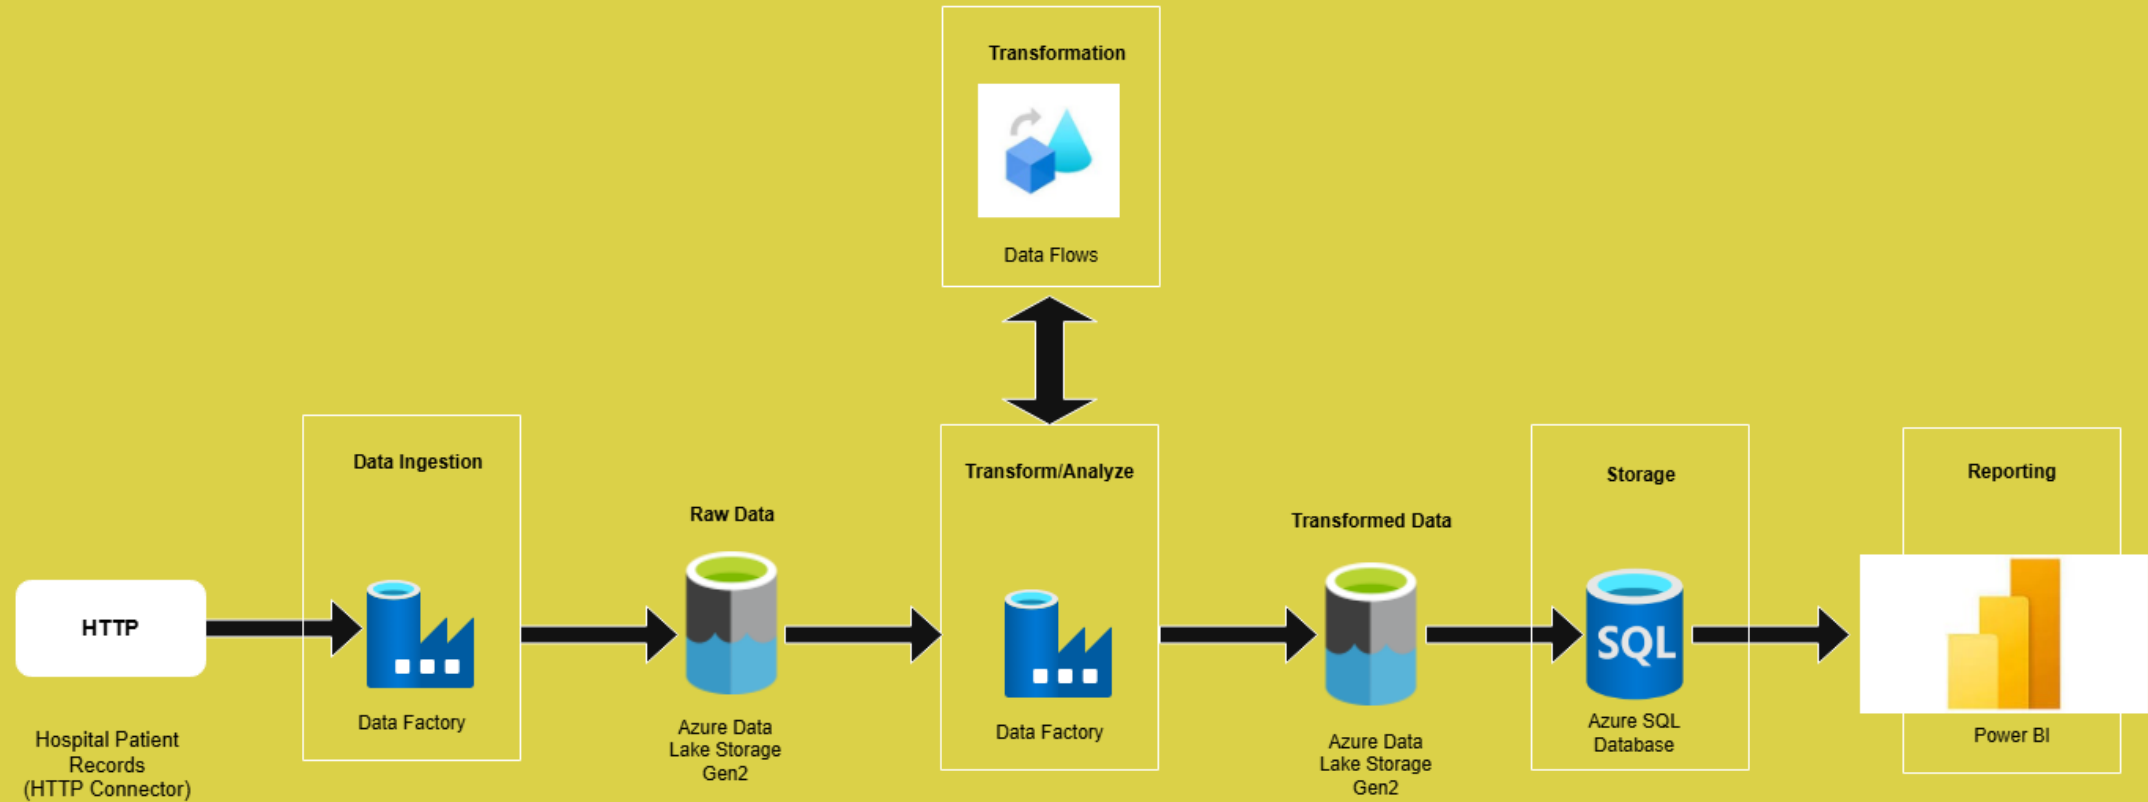 Transformation
Data Flows
HTTP
Hospital Patient
Records
(HTTP Connector)
Data Ingestion
Data Factory
Raw Data
Azure Data
Lake Storage
Gen2
Transform/Analyze
Data Factory
Transformed Data
Azure Data
Lake Storage
Gen2
Storage
SQL
Azure SQL
Database
Reporting
Power BI